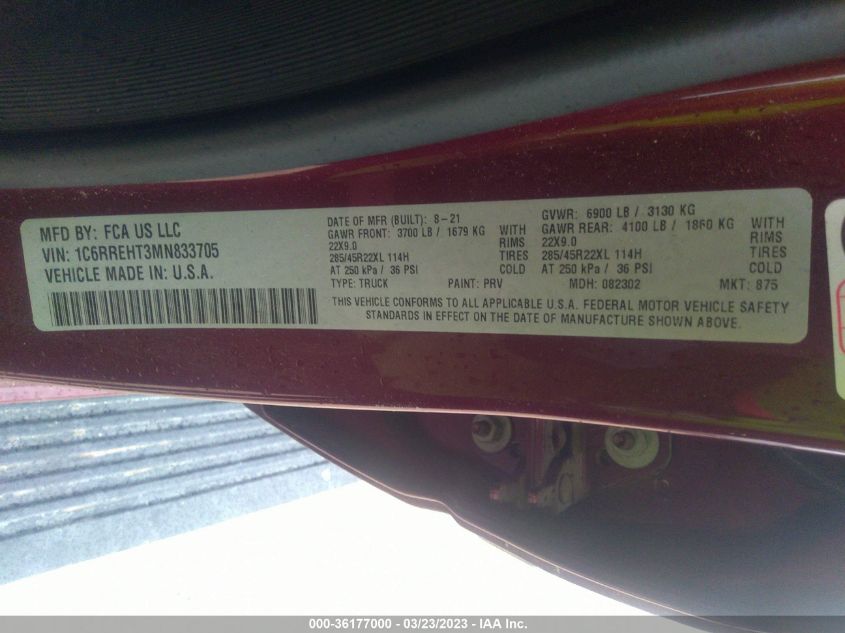 MFD BY: FCA US LLC
VIN: 1C6RREHT3MN833705
VEHICLE MADE IN: U.S.A.
DATE OF MFR (BUILT): 8-21
GAWR FRONT: 3700 LB / 1679 KG WITH
22X9.0 RIMS
285/45R22XL 114H TIRES
AT 250 kPa / 36 PSI COLD
TYPE: TRUCK PAINT: PRV
GVWR: 6900 LB / 3130 KG
GAWR REAR: 4100 LB / 1860 KG WITH
22X9.0 RIMS
285/45R22XL 114H TIRES
AT 250 kPa / 36 PSI COLD
MDH: 082302 MKT: 875
THIS VEHICLE CONFORMS TO ALL APPLICABLE U.S.A. FEDERAL MOTOR VEHICLE SAFETY
STANDARDS IN EFFECT ON THE DATE OF MANUFACTURE SHOWN ABOVE.
000-36177000 - 03/23/2023 - IAA Inc.